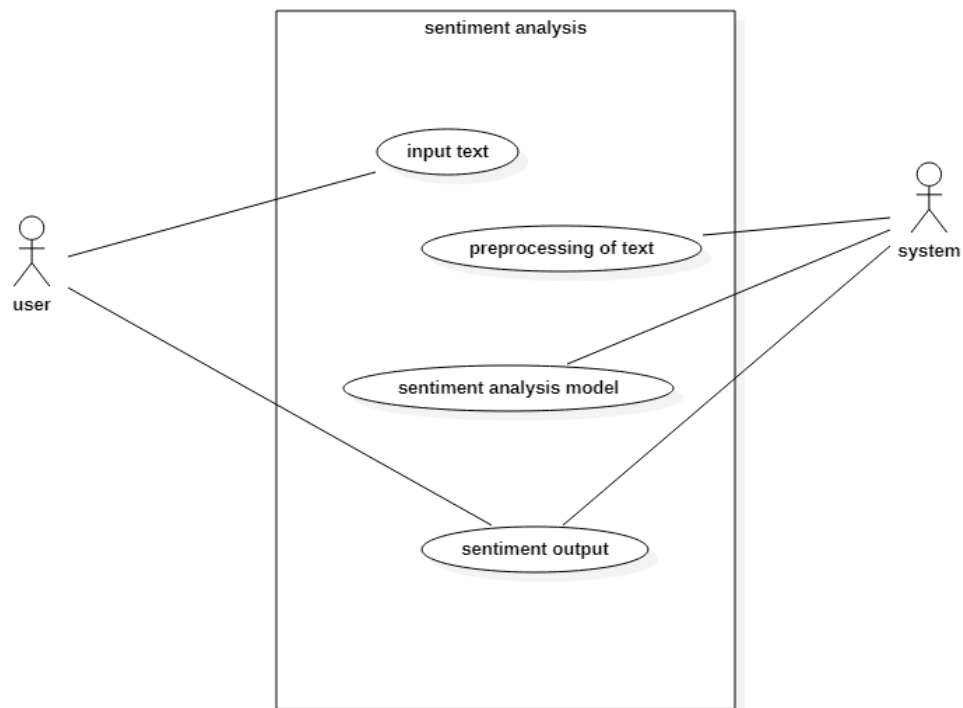 sentiment analysis
input text
preprocessing of text
system
user
sentiment analysis model
sentiment output